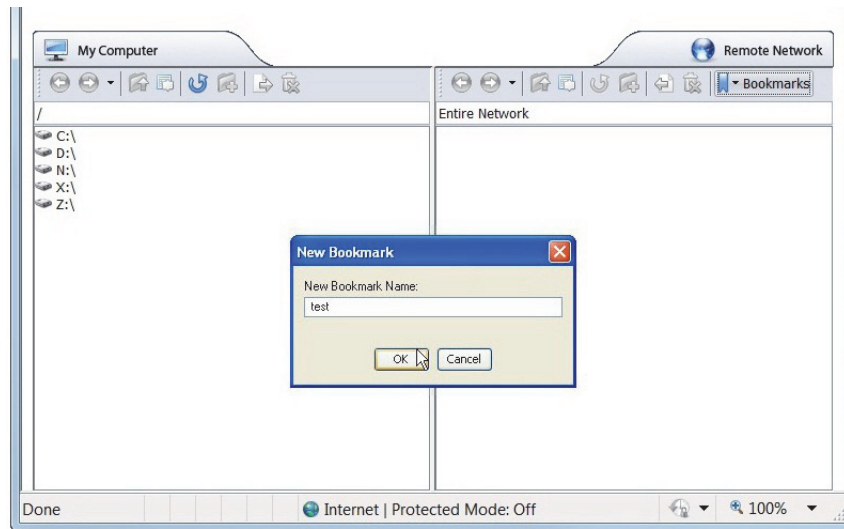 My Computer
Remote Network
Bookmarks
/
Entire Network
C:\
D:\
N:\
X:\
Z:\
New Bookmark
New Bookmark Name:
test
OK Cancel
Done Internet | Protected Mode: Off 100%